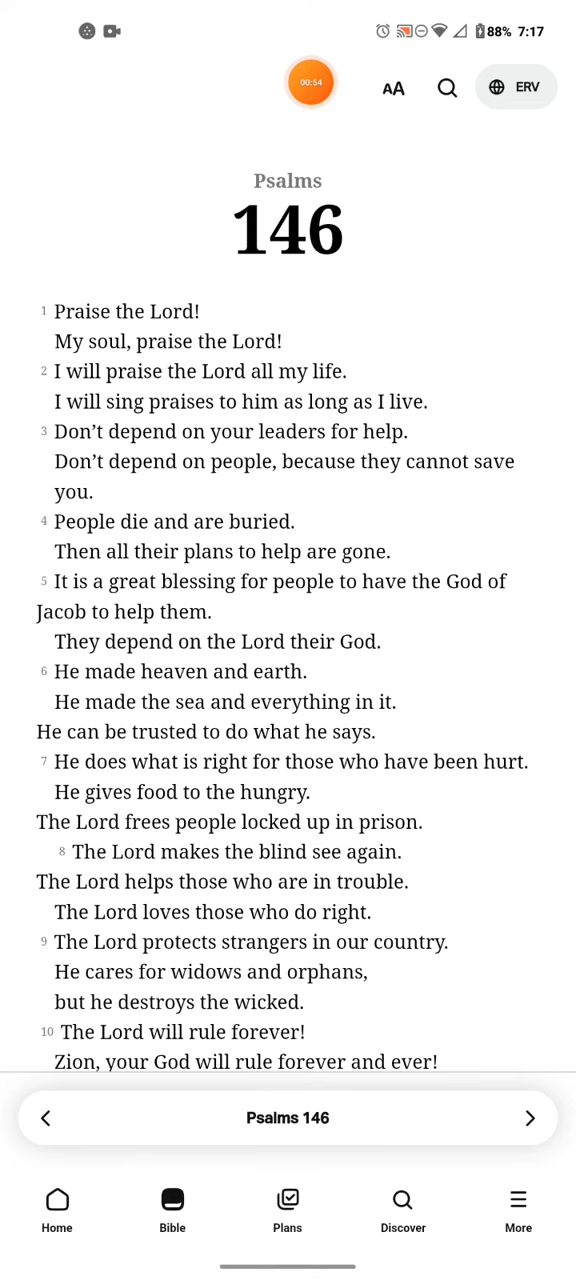 88% 7:17
00:54
AA
ERV
Psalms
146
1 Praise the Lord!
My soul, praise the Lord!
2 I will praise the Lord all my life.
I will sing praises to him as long as I live.
3 Don’t depend on your leaders for help.
Don’t depend on people, because they cannot save
you.
4 People die and are buried.
Then all their plans to help are gone.
5 It is a great blessing for people to have the God of
Jacob to help them.
They depend on the Lord their God.
6 He made heaven and earth.
He made the sea and everything in it.
He can be trusted to do what he says.
7 He does what is right for those who have been hurt.
He gives food to the hungry.
The Lord frees people locked up in prison.
8 The Lord makes the blind see again.
The Lord helps those who are in trouble.
The Lord loves those who do right.
9 The Lord protects strangers in our country.
He cares for widows and orphans,
but he destroys the wicked.
10 The Lord will rule forever!
Zion, your God will rule forever and ever!
Psalms 146
Home Bible Plans Discover More